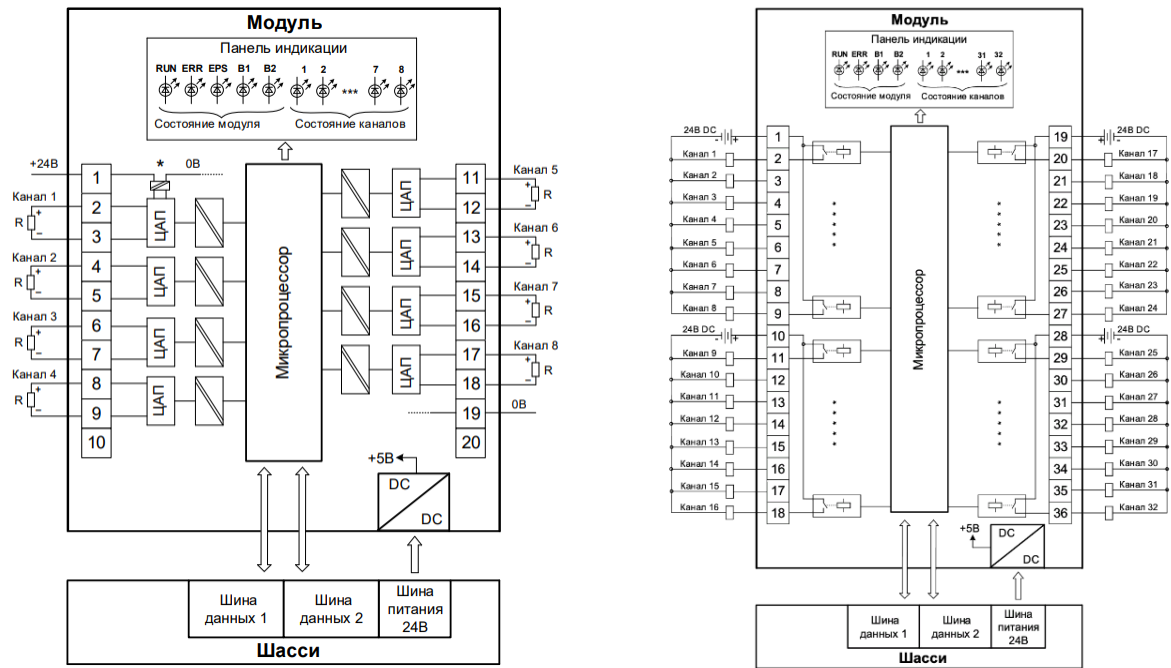 Модуль
Панель индикации
RUN ERR EPS B1 B2 1 2 *** 7 8
Состояние модуля Состояние каналов
+24В
*
0В
Канал 1
R
+
−
Канал 2
R
+
−
Канал 3
R
+
−
Канал 4
R
+
−
1
2
3
4
5
6
7
8
9
10
ЦАП
ЦАП
ЦАП
ЦАП
Микропроцессор
ЦАП
ЦАП
ЦАП
ЦАП
11
12
13
14
15
16
17
18
19
20
Канал 5
+
−
R
Канал 6
+
−
R
Канал 7
+
−
R
Канал 8
+
−
R
0В
+5В
DC
DC
Шина данных 1
Шина данных 2
Шина питания 24В
Шасси
Модуль
Панель индикации
RUN ERR B1 B2 1 2 *** 31 32
Состояние модуля Состояние каналов
24В DC
- +
Канал 1
Канал 2
Канал 3
Канал 4
Канал 5
Канал 6
Канал 7
Канал 8
24В DC
- +
Канал 9
Канал 10
Канал 11
Канал 12
Канал 13
Канал 14
Канал 15
Канал 16
1
2
3
4
5
6
7
8
9
10
11
12
13
14
15
16
17
18
* * * *
* * * *
Микропроцессор
* * * *
* * * *
19
20
21
22
23
24
25
26
27
28
29
30
31
32
33
34
35
36
24В DC
+ -
Канал 17
Канал 18
Канал 19
Канал 20
Канал 21
Канал 22
Канал 23
Канал 24
24В DC
+ -
Канал 25
Канал 26
Канал 27
Канал 28
Канал 29
Канал 30
Канал 31
Канал 32
+5В
DC
DC
Шина данных 1
Шина данных 2
Шина питания 24В
Шасси